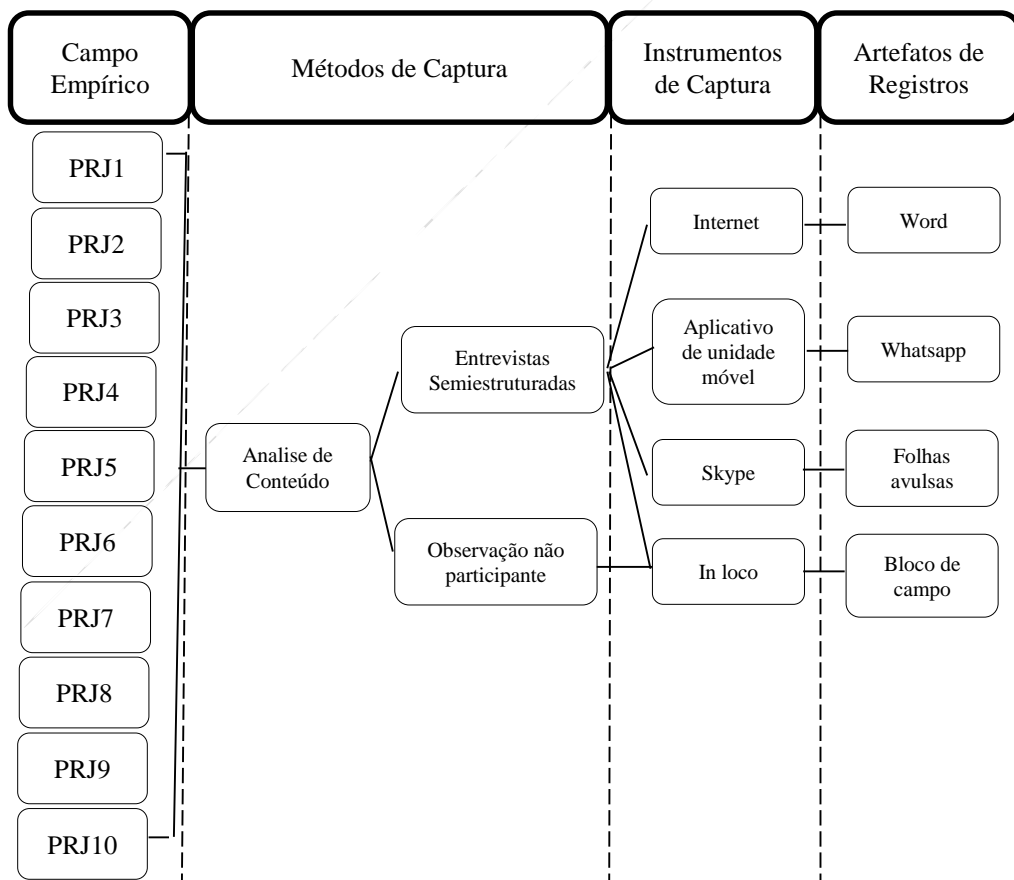 Campo
Empírico
Métodos de Captura
Instrumentos
de Captura
Artefatos de
Registros
PRJ1
PRJ2
PRJ3
PRJ4
PRJ5
PRJ6
PRJ7
PRJ8
PRJ9
PRJ10
Analise de
Conteúdo
Entrevistas
Semiestruturadas
Observação não
participante
Internet
Aplicativo
de unidade
móvel
Skype
In loco
Word
Whatsapp
Folhas
avulsas
Bloco de
campo